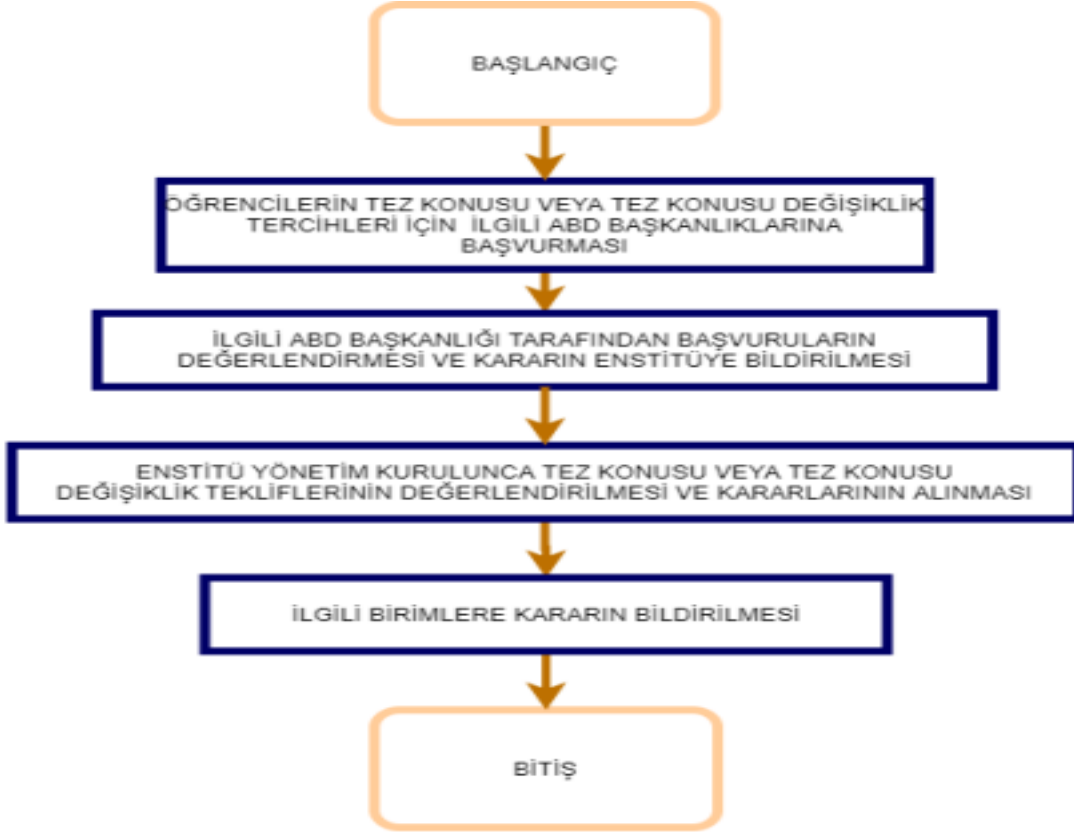 BAŞLANGIÇ
ÖĞRENCİLERİN TEZ KONUSU VEYA TEZ KONUSU DEĞİŞİKLİK
TERCİHLERİ İÇİN İLGİLİ ABD BAŞKANLIKLARINA
BAŞVURMASI
İLGİLİ ABD BAŞKANLIĞI TARAFINDAN BAŞVURULARIN
DEĞERLENDİRMESİ VE KARARIN ENSTİTÜYE BİLDİRİLMESİ
ENSTİTÜ YÖNETİM KURULUNCA TEZ KONUSU VEYA TEZ KONUSU
DEĞİŞİKLİK TEKLİFLERİNİN DEĞERLENDİRİLMESİ VE KARARLARININ ALINMASI
İLGİLİ BİRİMLERE KARARIN BİLDİRİLMESİ
BİTİŞ